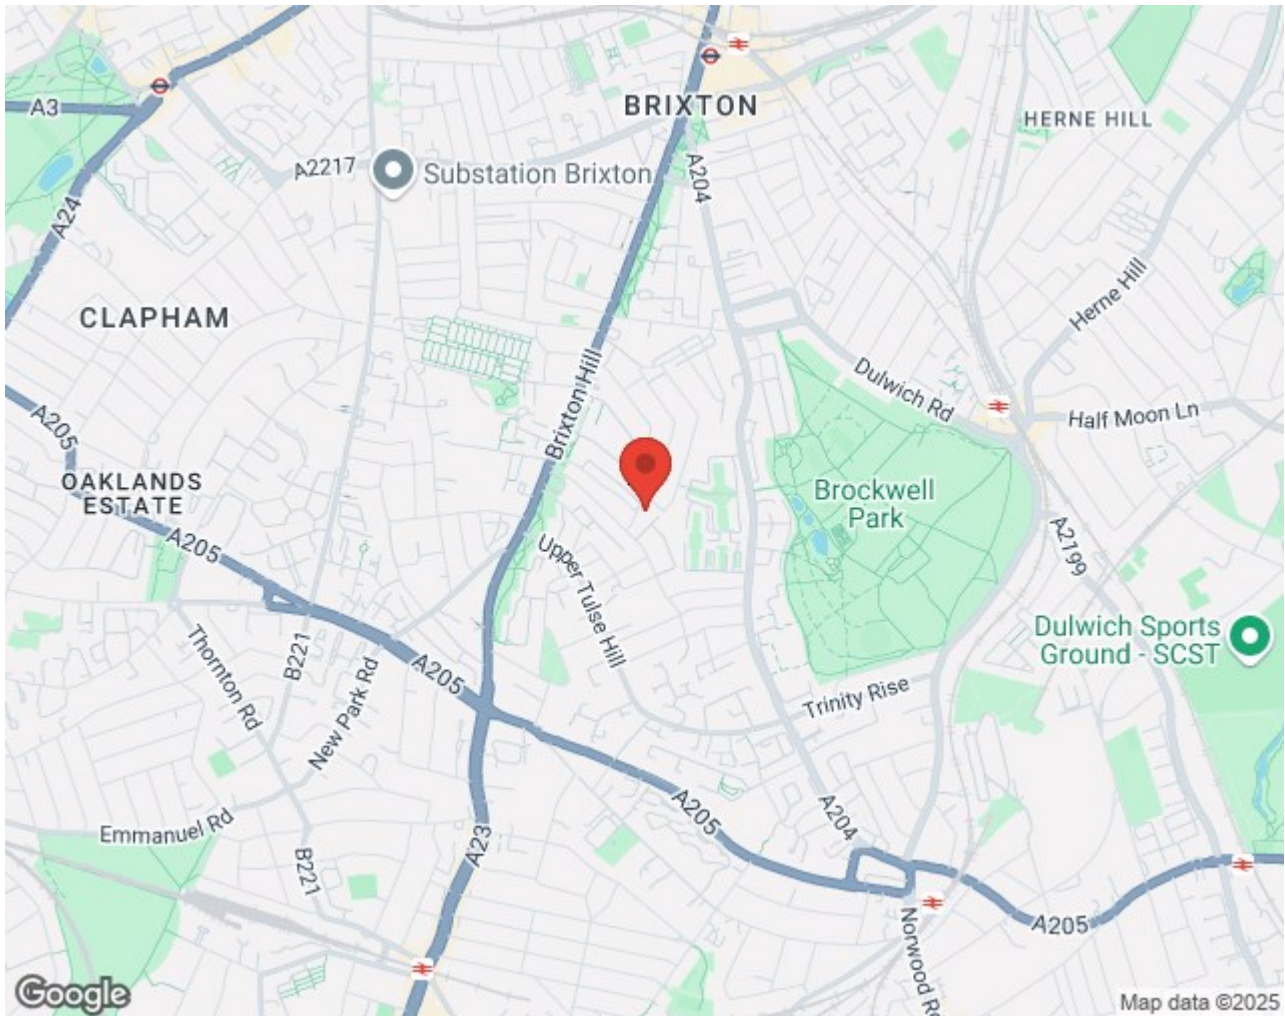 A3
BRIXTON
HERNE HILL
A2217
Substation Brixton
A204
A24
Herne Hill
CLAPHAM
Brixton Hill
Dulwich Rd
A205
Half Moon Ln
OAKLANDS
ESTATE
Brockwell
Park
A205
Upper Tulse Hill
A2199
Dulwich Sports
Ground - SCST
Thornton Rd
B221
New Park Rd
A205
Trinity Rise
Emmanuel Rd
A205
A204
A23
B221
A205
Norwood
Google
Map data ©2025